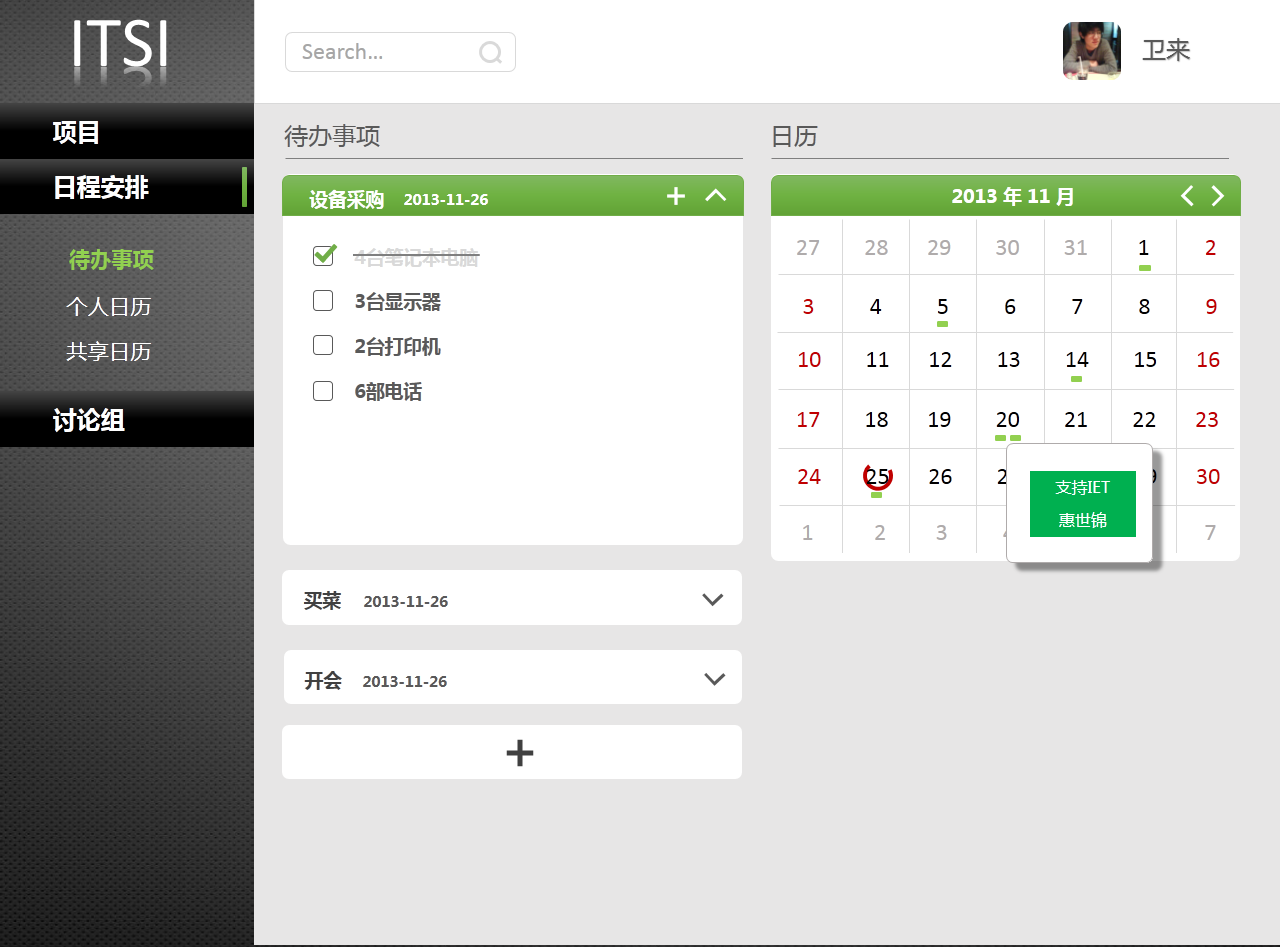 ITSI
Search...
卫来
项目
日程安排
待办事项
个人日历
共享日历
讨论组
待办事项
设备采购 2013-11-26
4台笔记本电脑
3台显示器
2台打印机
6部电话
买菜 2013-11-26
开会 2013-11-26
日历
2013 年 11 月
27 28 29 30 31 1 2
3 4 5 6 7 8 9
10 11 12 13 14 15 16
17 18 19 20 21 22 23
24 25 26 30
1 2 3 7
支持IET
惠世锦